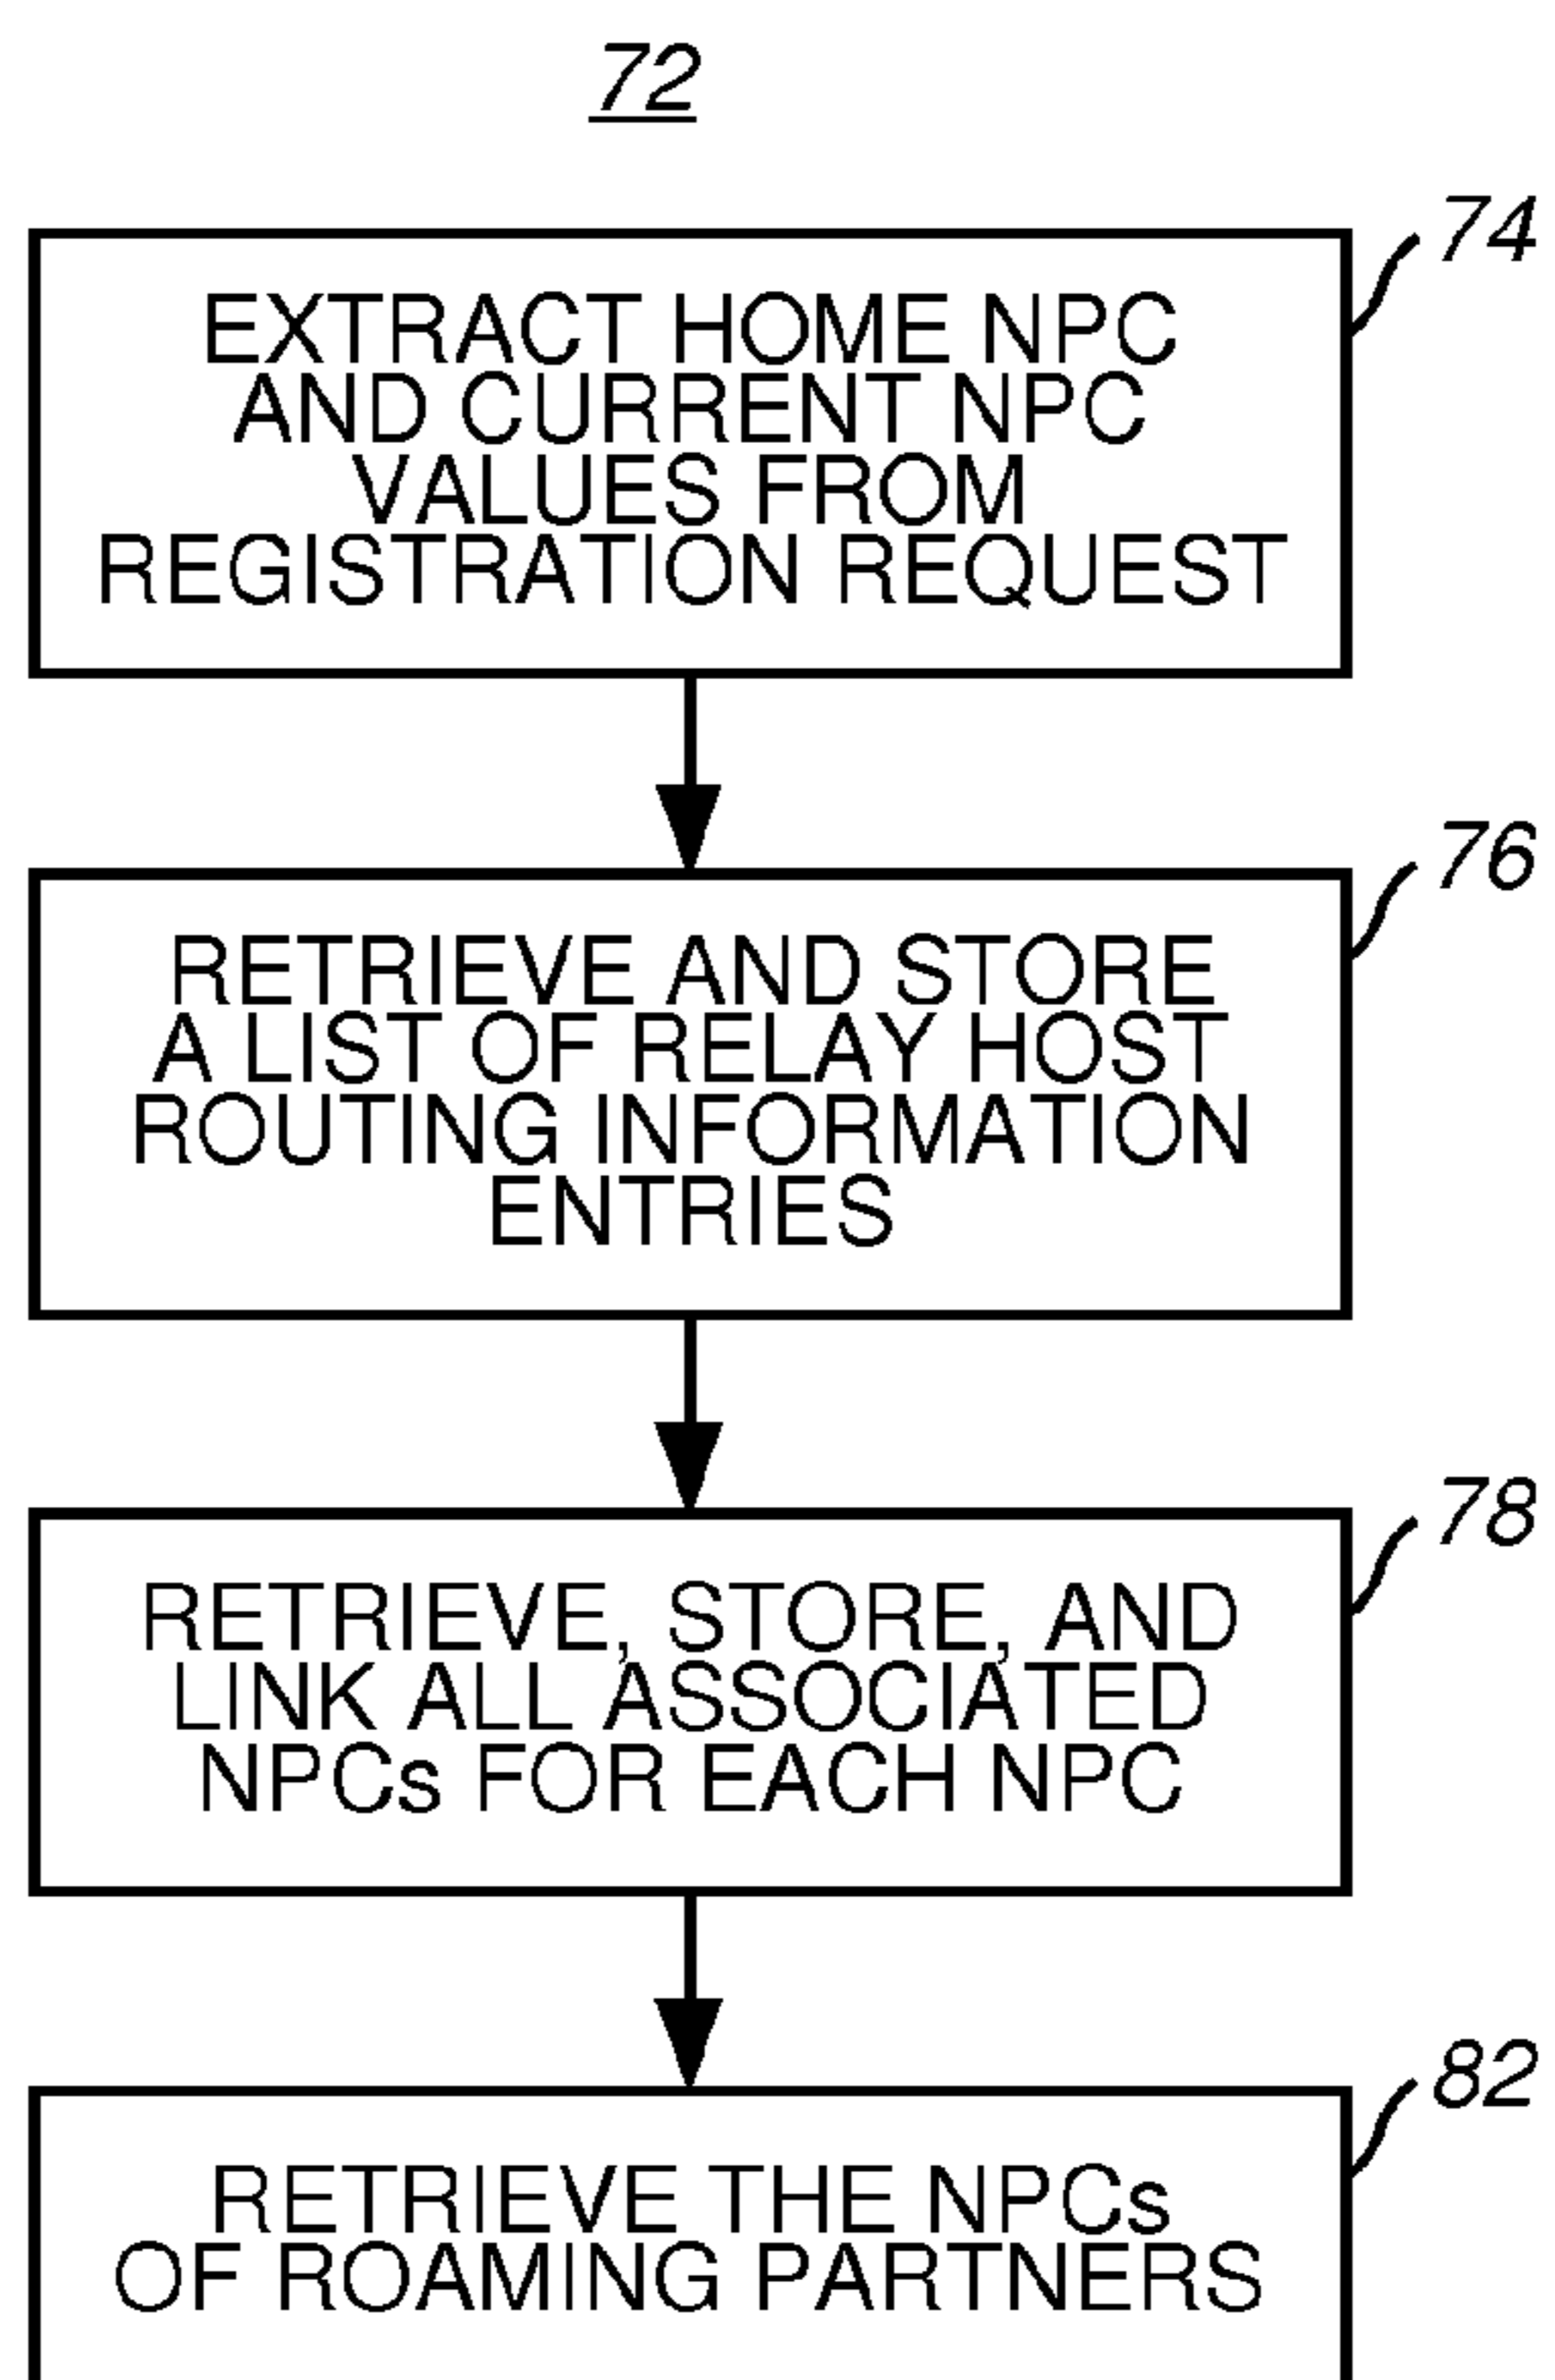 72
74
EXTRACT HOME NPC
AND CURRENT NPC
VALUES FROM
REGISTRATION REQUEST
76
RETRIEVE AND STORE
A LIST OF RELAY HOST
ROUTING INFORMATION
ENTRIES
78
RETRIEVE, STORE, AND
LINK ALL ASSOCIATED
NPCs FOR EACH NPC
82
RETRIEVE THE NPCs
OF ROAMING PARTNERS